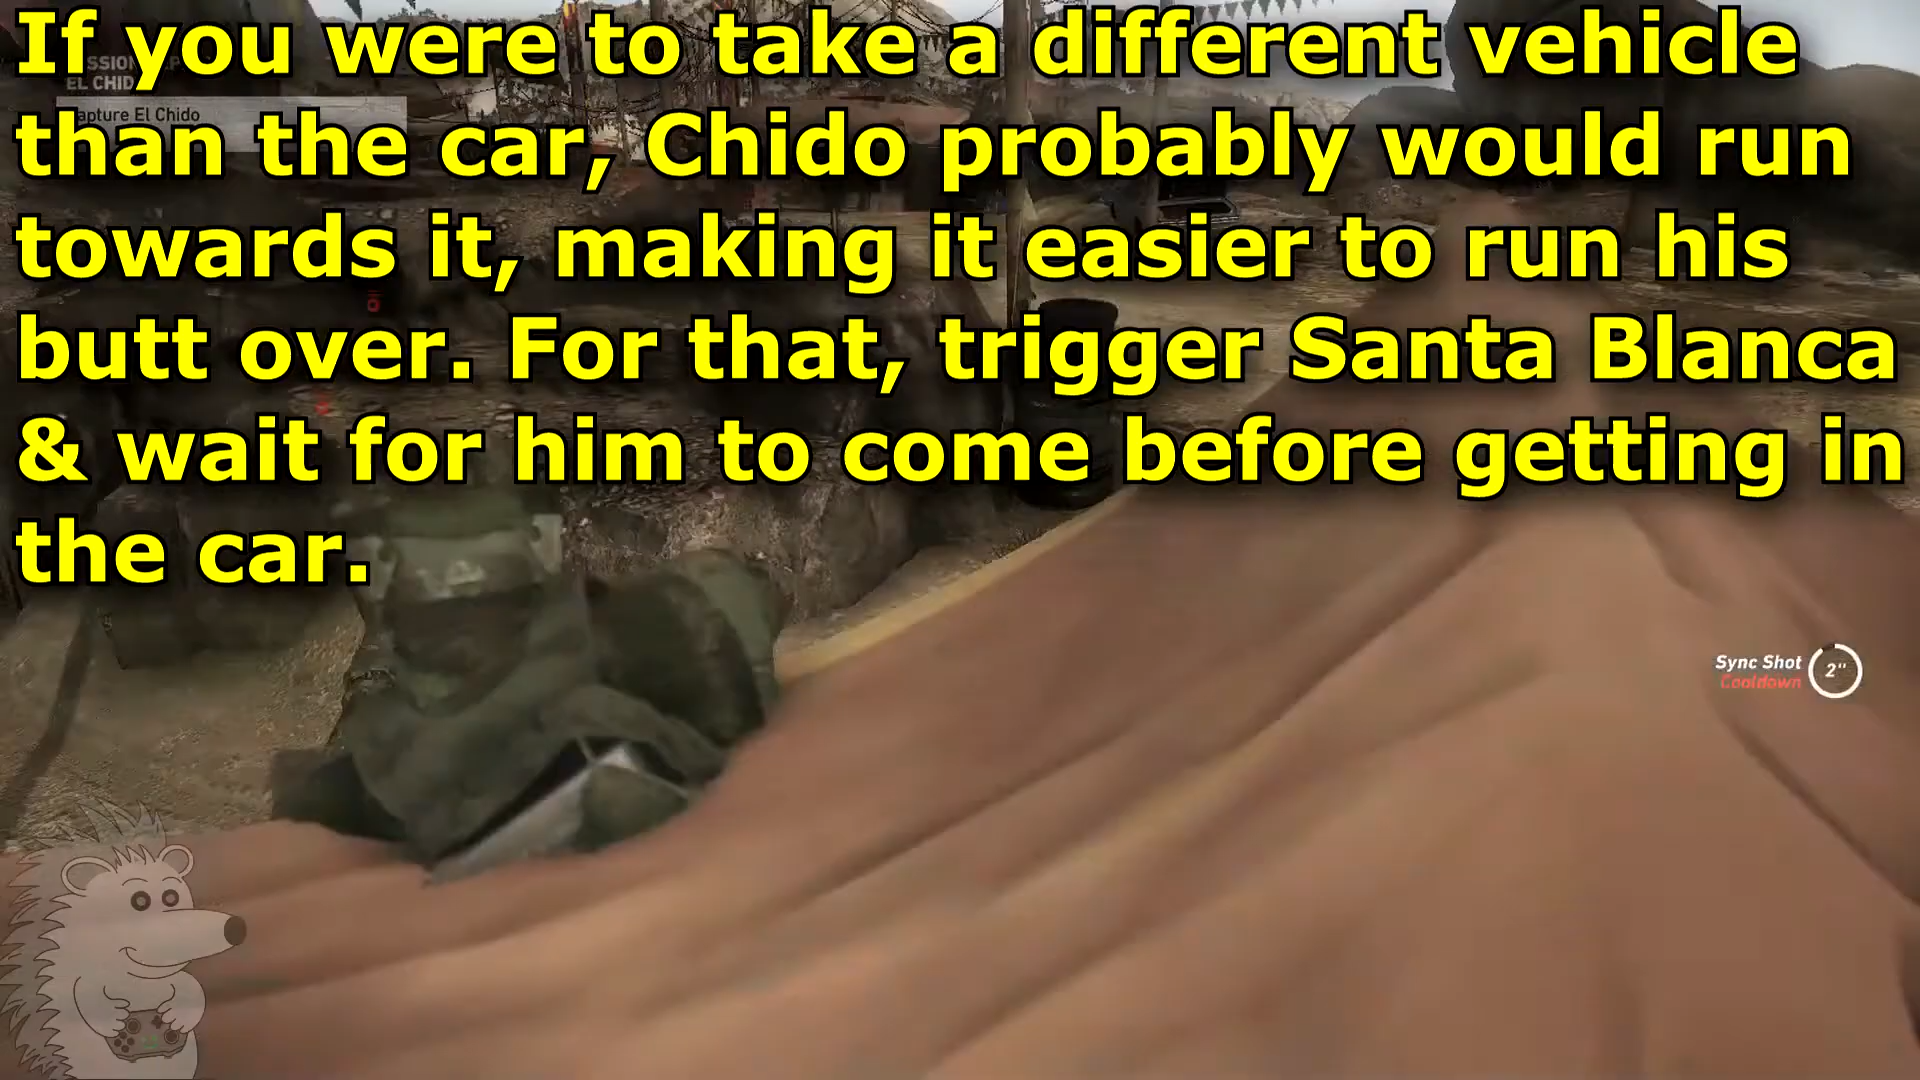 If you were to take a different vehicle
than the car, Chido probably would run
towards it, making it easier to run his
butt over. For that, trigger Santa Blanca
& wait for him to come before getting in
the car.
EL CHID
apture El Chido
Sync Shot
Cooldown
2"